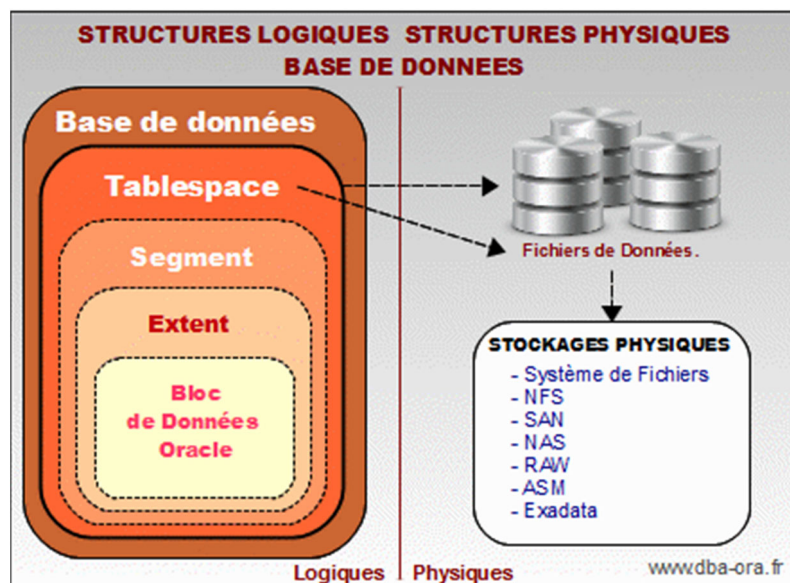 STRUCTURES LOGIQUES STRUCTURES PHYSIQUES
BASE DE DONNEES
Base de données
Tablespace
Segment
Extent
Bloc
de Données
Oracle
Fichiers de Données.
STOCKAGES PHYSIQUES
- Système de Fichiers
- NFS
- SAN
- NAS
- RAW
- ASM
- Exadata
Logiques Physiques
www.dba-ora.fr